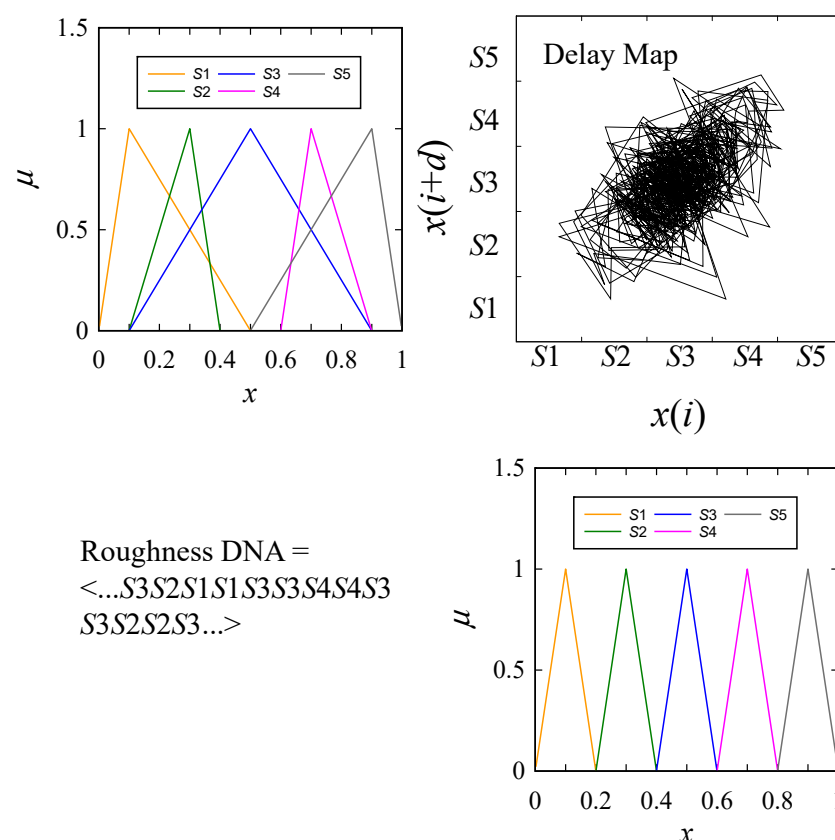 1.5
S1 S3 S5
S2 S4
1
μ
0.5
0
0 0.2 0.4 0.6 0.8 1
x
Delay Map
S5
S4
x(i+d)
S3
S2
S1
S1 S2 S3 S4 S5
x(i)
Roughness DNA =
<...S3S2S1S1S3S3S4S4S3
S3S2S2S3...>
1.5
S1 S3 S5
S2 S4
1
μ
0.5
0
0 0.2 0.4 0.6 0.8
x